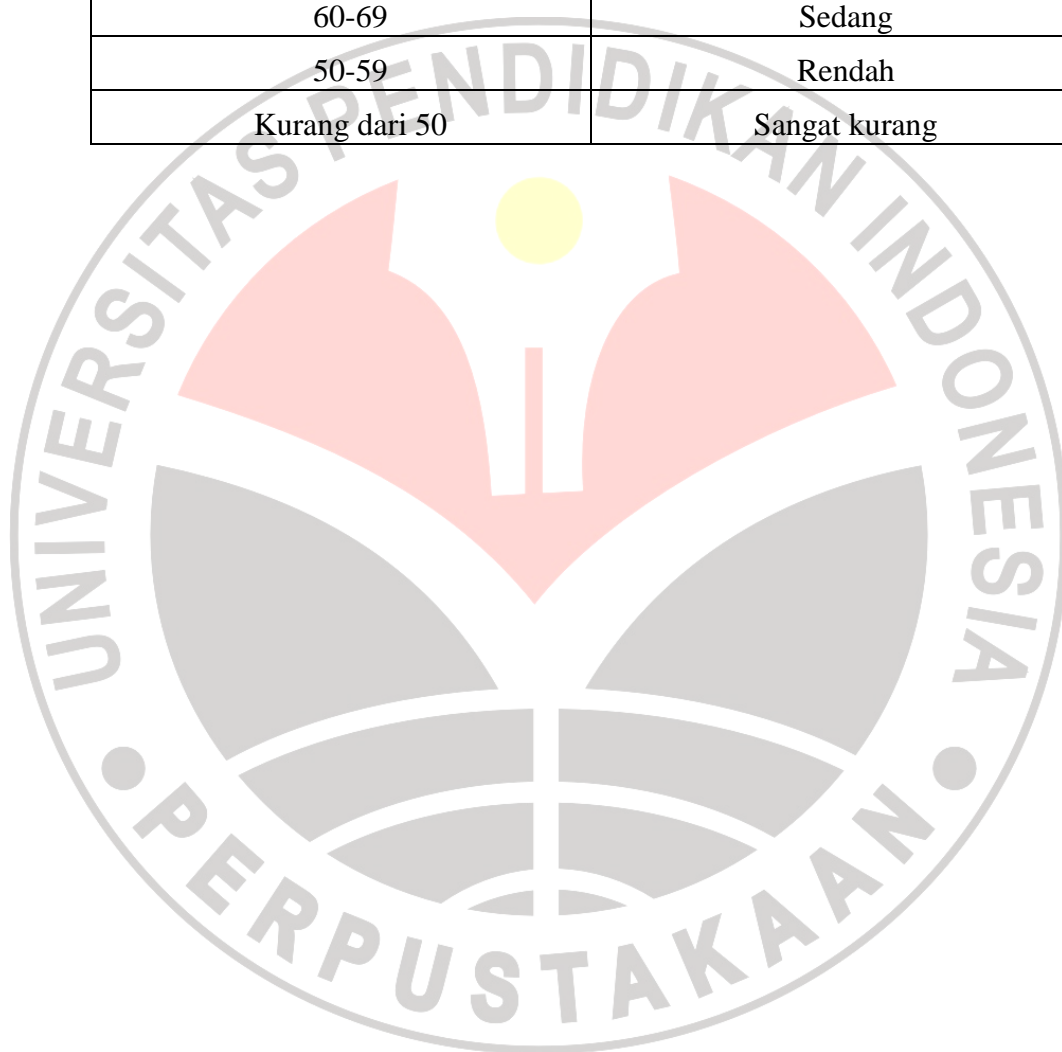 60-69 Sedang
50-59 Rendah
Kurang dari 50 Sangat kurang
UNIVERSITAS PENDIDIKAN INDONESIA
PERPUSTAKAAN